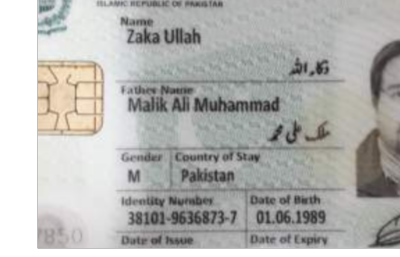 ISLAMIC REPUBLIC OF PAKISTAN
Name
Zaka Ullah
ذکاء اللہ
Father Name
Malik Ali Muhammad
ملک علی محمد
Gender Country of Stay
M Pakistan
Identity Number Date of Birth
38101-9636873-7 01.06.1989
Date of Issue Date of Expiry